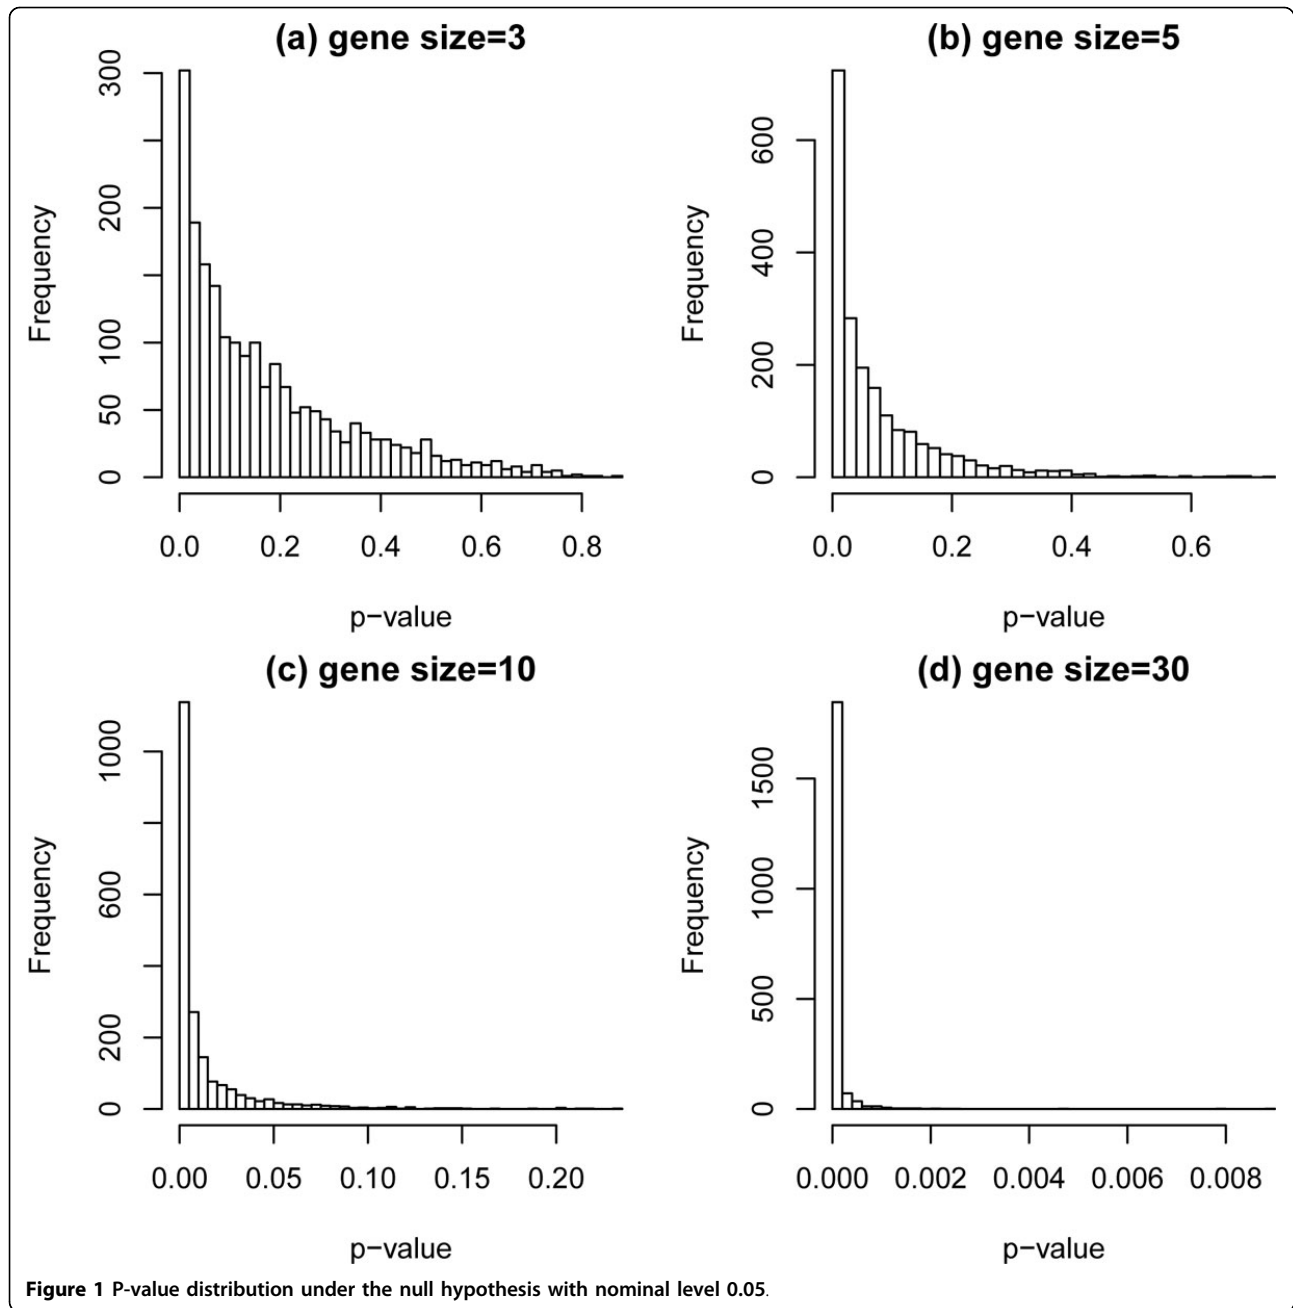 (a) gene size=3
300
200
100
50
0
Frequency
0.0 0.2 0.4 0.6 0.8
p−value
(b) gene size=5
600
400
200
0
Frequency
0.0 0.2 0.4 0.6
p−value
(c) gene size=10
1000
600
200
0
Frequency
0.00 0.05 0.10 0.15 0.20
p−value
(d) gene size=30
1500
1000
500
0
Frequency
0.000 0.002 0.004 0.006 0.008
p−value
Figure 1 P-value distribution under the null hypothesis with nominal level 0.05.